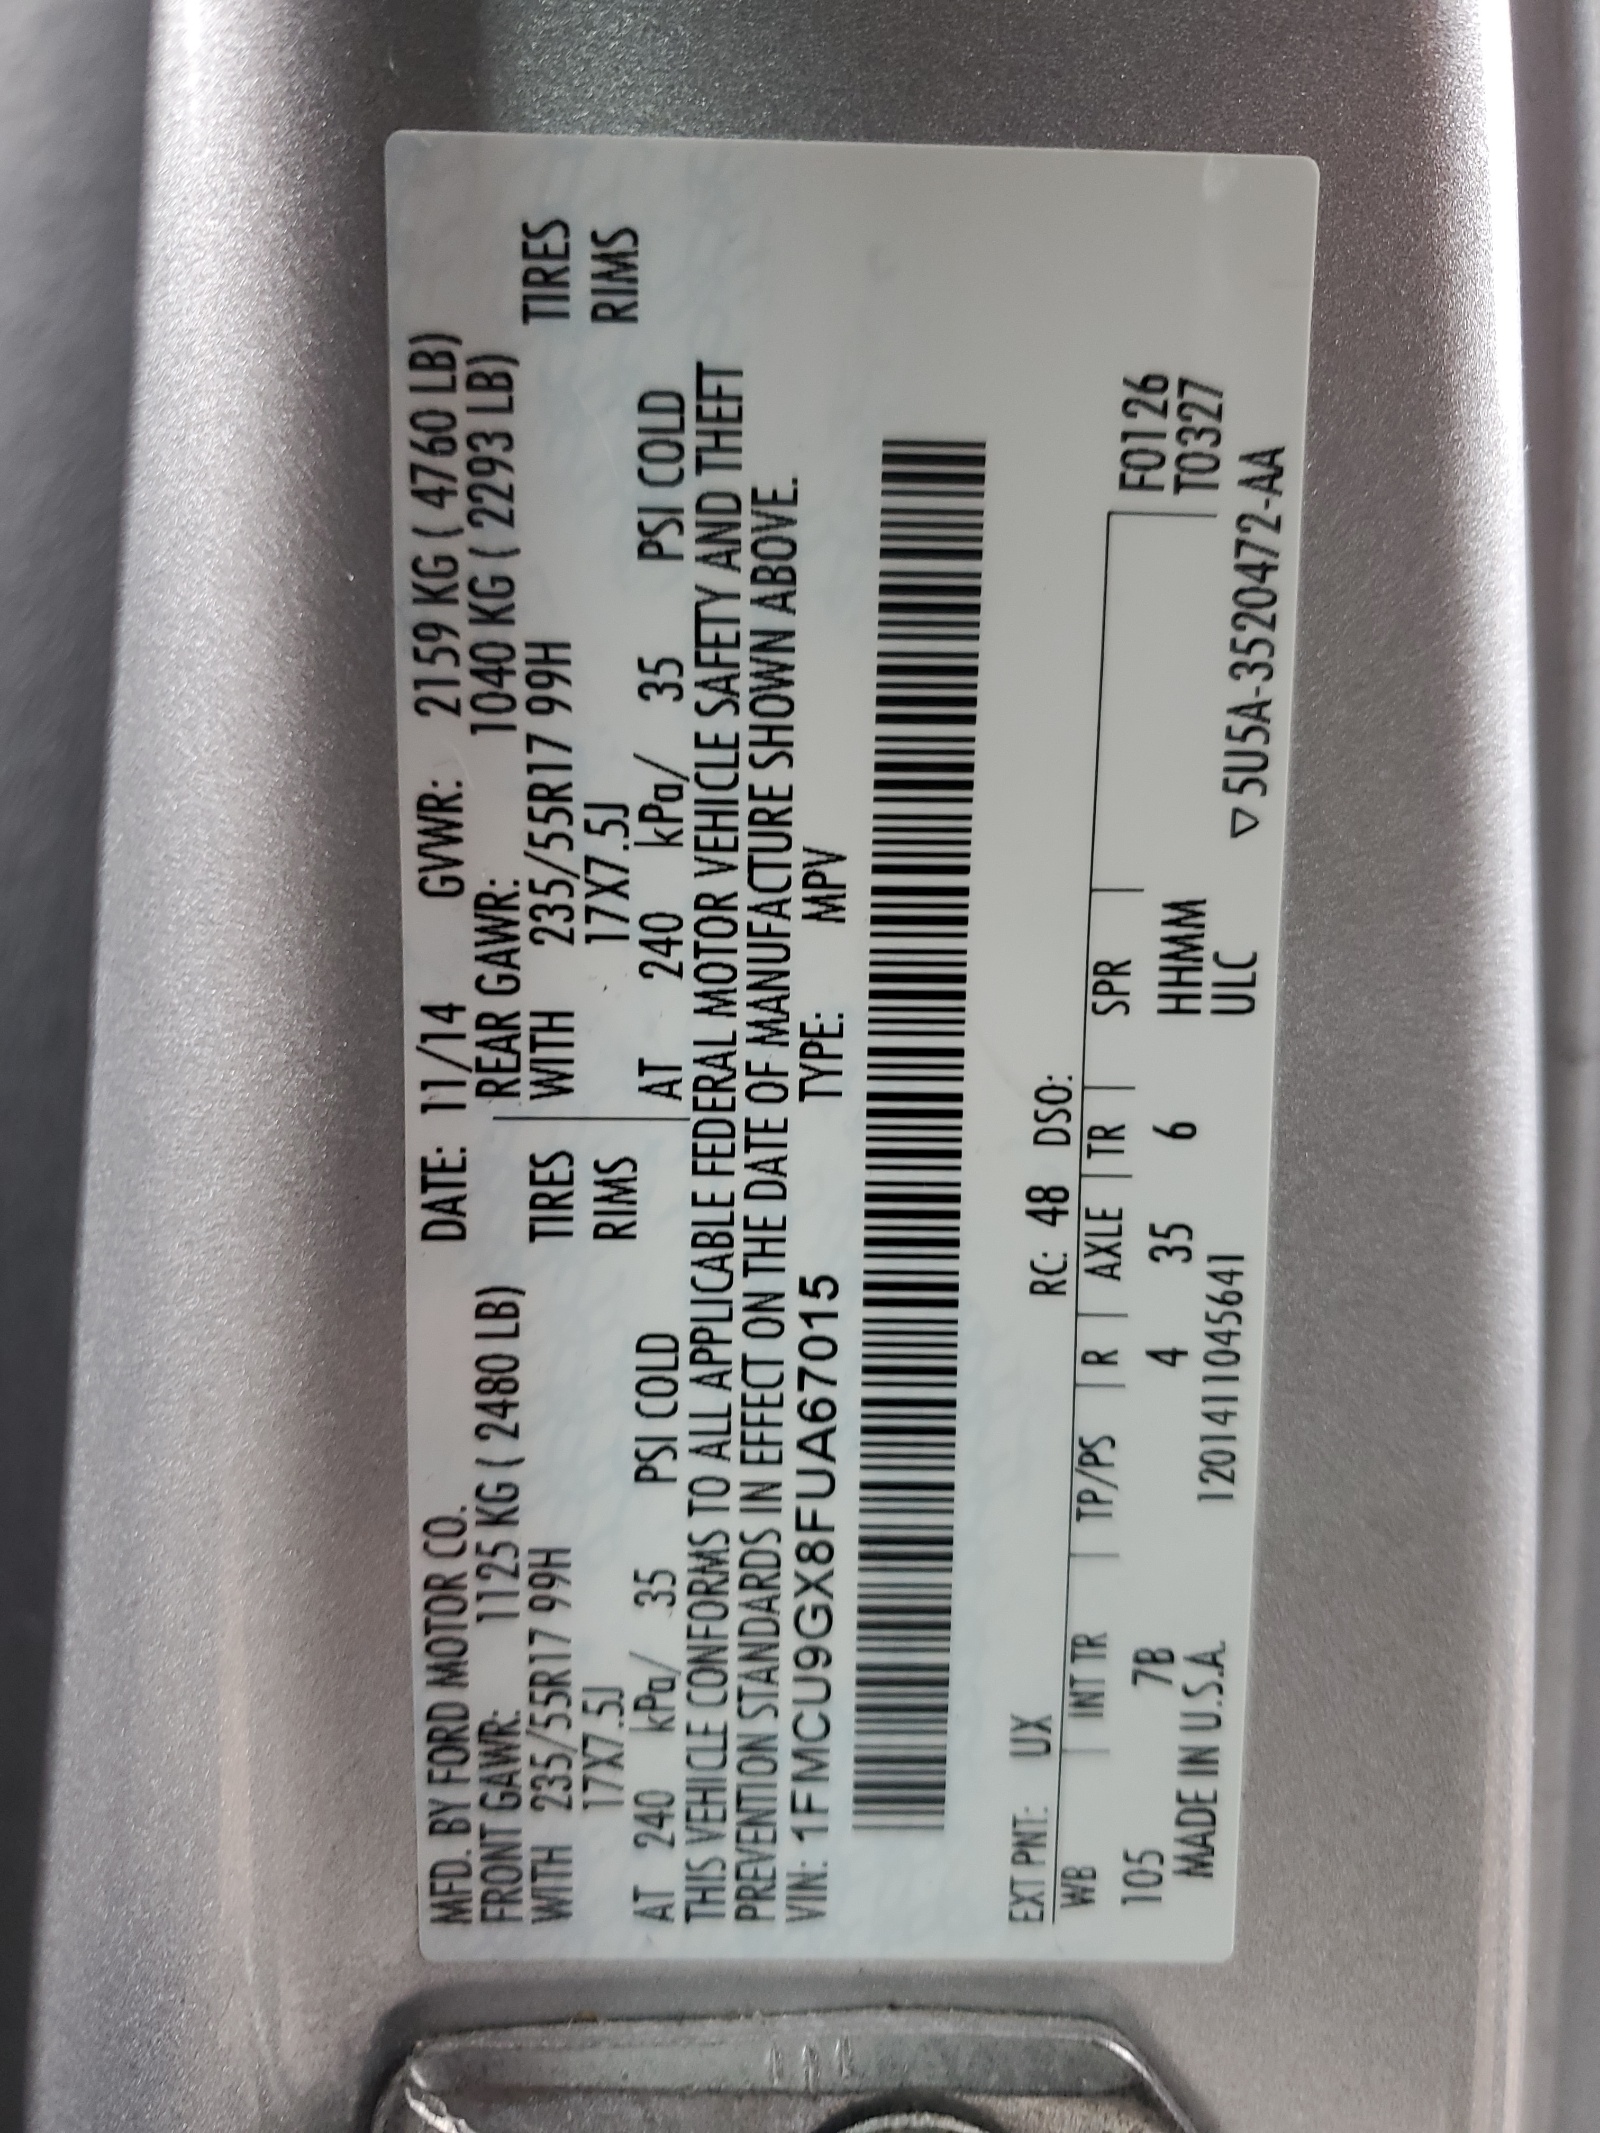 MFD. BY FORD MOTOR CO. DATE: 11/14 GVWR: 2159 KG ( 4760 LB)
FRONT GAWR: 1125 KG ( 2480 LB) REAR GAWR: 1040 KG ( 2293 LB)
WITH 235/55R17 99H TIRES WITH 235/55R17 99H TIRES
17X7.5J RIMS 17X7.5J RIMS
AT 240 kPa/ 35 PSI COLD AT 240 kPa/ 35 PSI COLD
THIS VEHICLE CONFORMS TO ALL APPLICABLE FEDERAL MOTOR VEHICLE SAFETY AND THEFT
PREVENTION STANDARDS IN EFFECT ON THE DATE OF MANUFACTURE SHOWN ABOVE.
VIN: 1FMCU9GX8FUA67015 TYPE: MPV
EXT PNT: UX RC: 48 DSO:
WB INT TR TP/PS R AXLE TR SPR F0126
105 7B 4 35 6 HHMM T0327
MADE IN U.S.A. 120141104S641 ULC ▽5U5A-3520472-AA